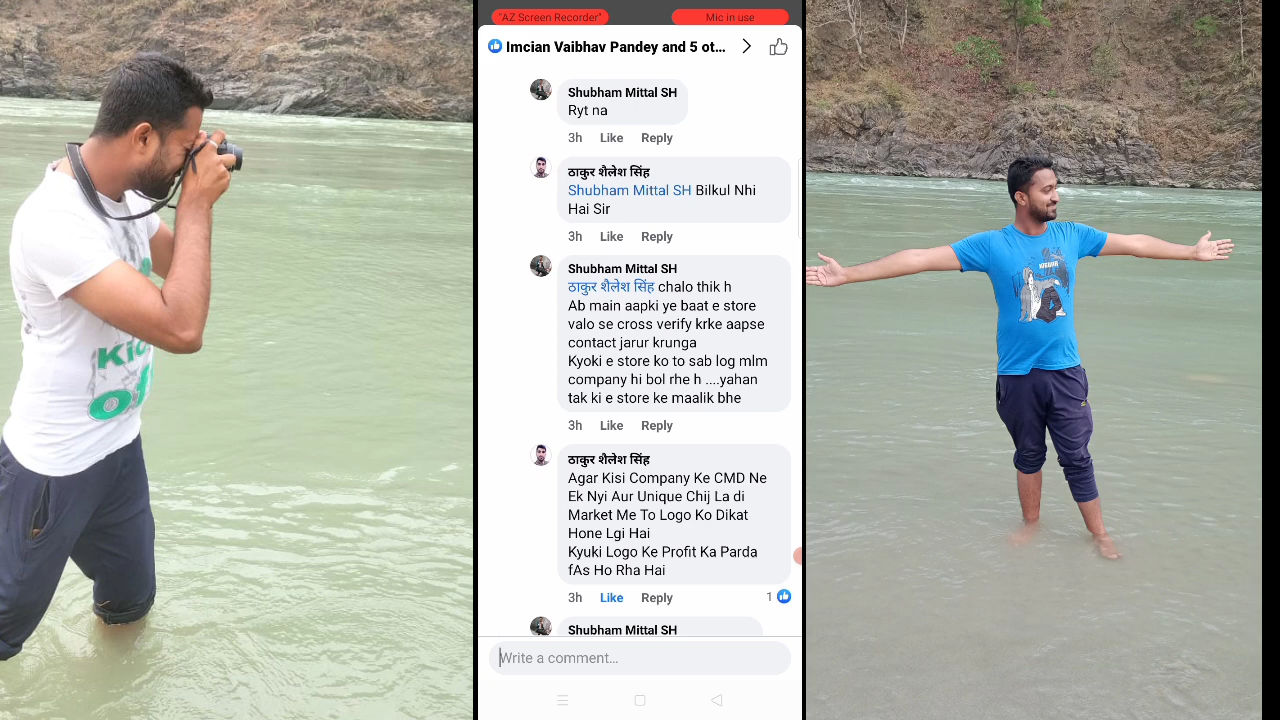 "AZ Screen Recorder"
Mic in use
Imcian Vaibhav Pandey and 5 ot...
Shubham Mittal SH
Ryt na
3h Like Reply
ठाकुर शैलेश सिंह
Shubham Mittal SH Bilkul Nhi
Hai Sir
3h Like Reply
Shubham Mittal SH
ठाकुर शैलेश सिंह chalo thik h
Ab main aapki ye baat e store
valo se cross verify krke aapse
contact jarur krunga
Kyoki e store ko to sab log mlm
company hi bol rhe h ....yahan
tak ki e store ke maalik bhe
3h Like Reply
ठाकुर शैलेश सिंह
Agar Kisi Company Ke CMD Ne
Ek Nyi Aur Unique Chij La di
Market Me To Logo Ko Dikat
Hone Lgi Hai
Kyuki Logo Ke Profit Ka Parda
fAs Ho Rha Hai
3h Like Reply 1
Shubham Mittal SH
Write a comment...